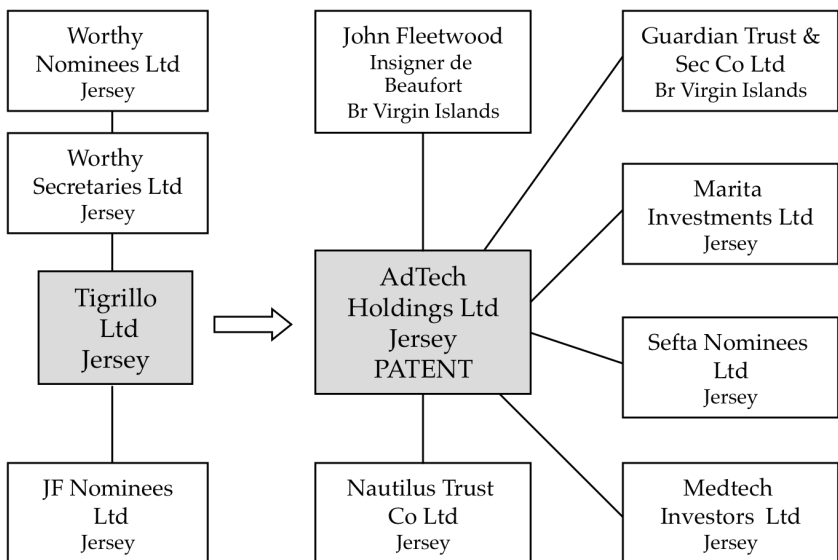 Worthy
Nominees Ltd
Jersey
Worthy
Secretaries Ltd
Jersey
Tigrillo
Ltd
Jersey
JF Nominees
Ltd
Jersey
John Fleetwood
Insigner de
Beaufort
Br Virgin Islands
AdTech
Holdings Ltd
Jersey
PATENT
Nautilus Trust
Co Ltd
Jersey
Guardian Trust &
Sec Co Ltd
Br Virgin Islands
Marita
Investments Ltd
Jersey
Sefta Nominees
Ltd
Jersey
Medtech
Investors Ltd
Jersey